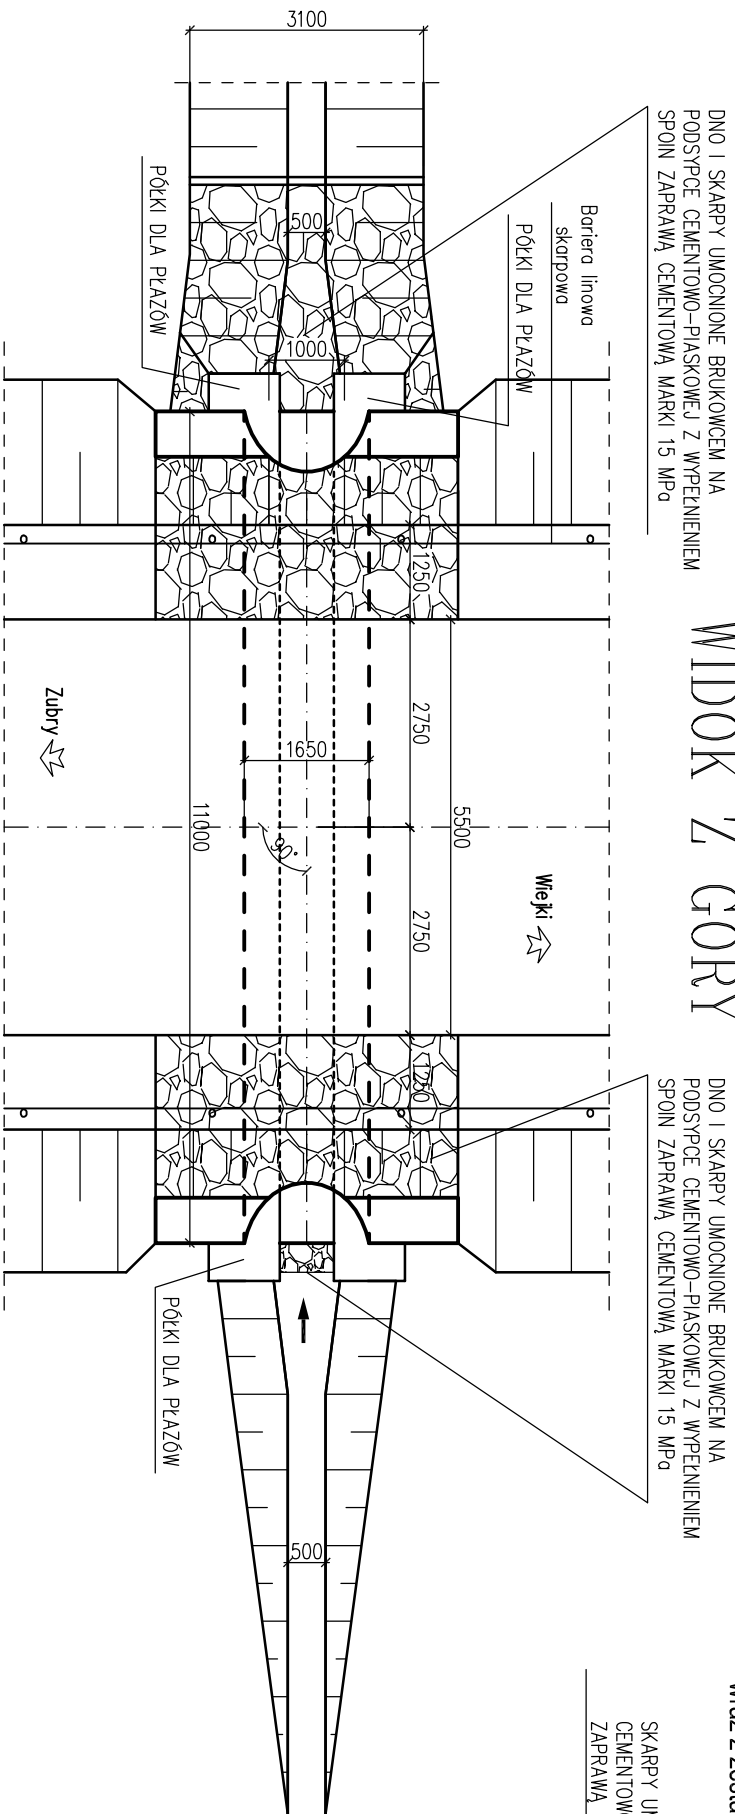 WIDOK Z GÓRY
DNO I SKARPY UMOCNIONE BRUKOWCEM NA
PODSYPCE CEMENTOWO-PIASKOWEJ Z WYPEŁNIENIEM
SPOIN ZAPRAWĄ CEMENTOWĄ MARKI 15 MPa
DNO I SKARPY UMOCNIONE BRUKOWCEM NA
PODSYPCE CEMENTOWO-PIASKOWEJ Z WYPEŁNIENIEM
SPOIN ZAPRAWĄ CEMENTOWĄ MARKI 15 MPa
Bariera linowa
skarpowa
PÓŁKI DLA PŁAZÓW
PÓŁKI DLA PŁAZÓW
PÓŁKI DLA PŁAZÓW
3100
500
1000
1250
2750
5500
2750
1250
1650
11000
90°
500
Wiejki
Zubry
wraz z
SKARPY
CEMENTOWO
ZAPRAWĄ